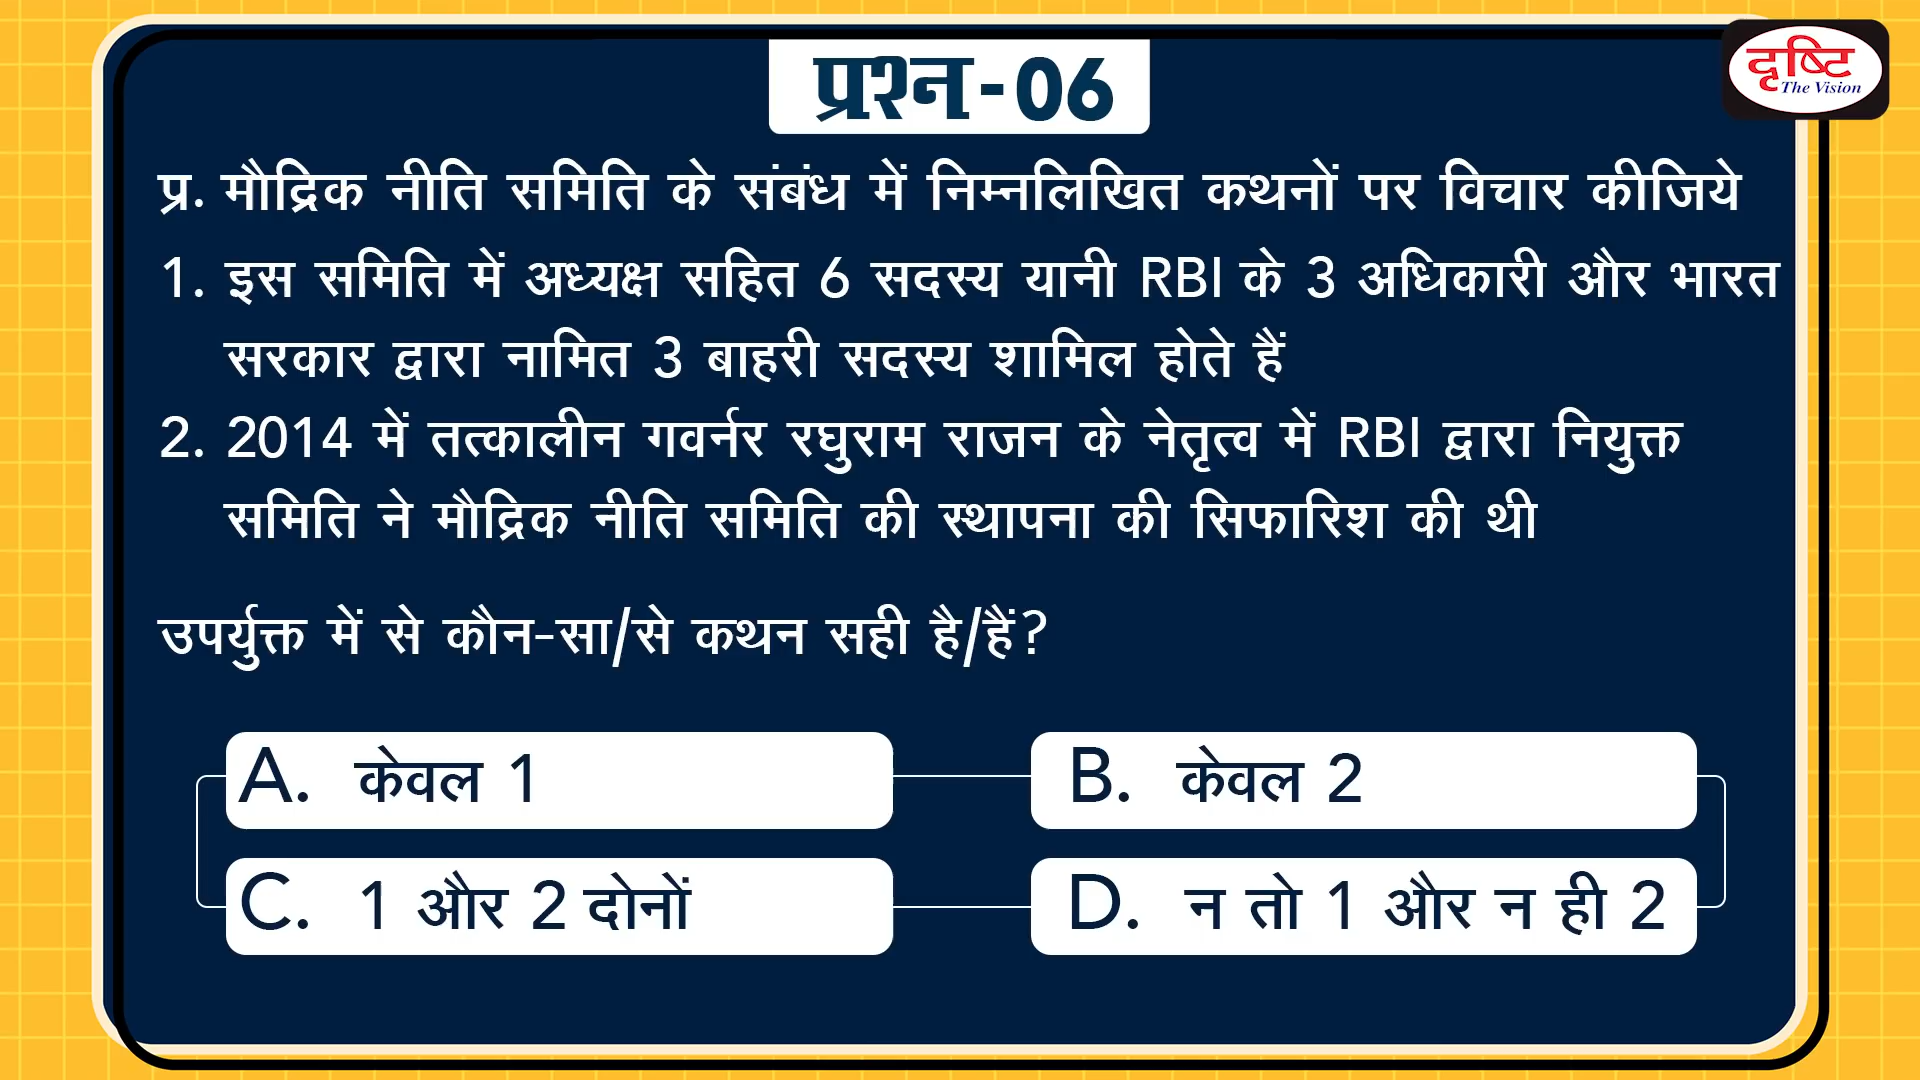 प्रश्न-06
दृष्टि
The Vision
प्र. मौद्रिक नीति समिति के संबंध में निम्नलिखित कथनों पर विचार कीजिये
1. इस समिति में अध्यक्ष सहित 6 सदस्य यानी RBI के 3 अधिकारी और भारत
सरकार द्वारा नामित 3 बाहरी सदस्य शामिल होते हैं
2. 2014 में तत्कालीन गवर्नर रघुराम राजन के नेतृत्व में RBI द्वारा नियुक्त
समिति ने मौद्रिक नीति समिति की स्थापना की सिफारिश की थी
उपर्युक्त में से कौन-सा/से कथन सही है/हैं?
A. केवल 1
B. केवल 2
C. 1 और 2 दोनों
D. न तो 1 और न ही 2